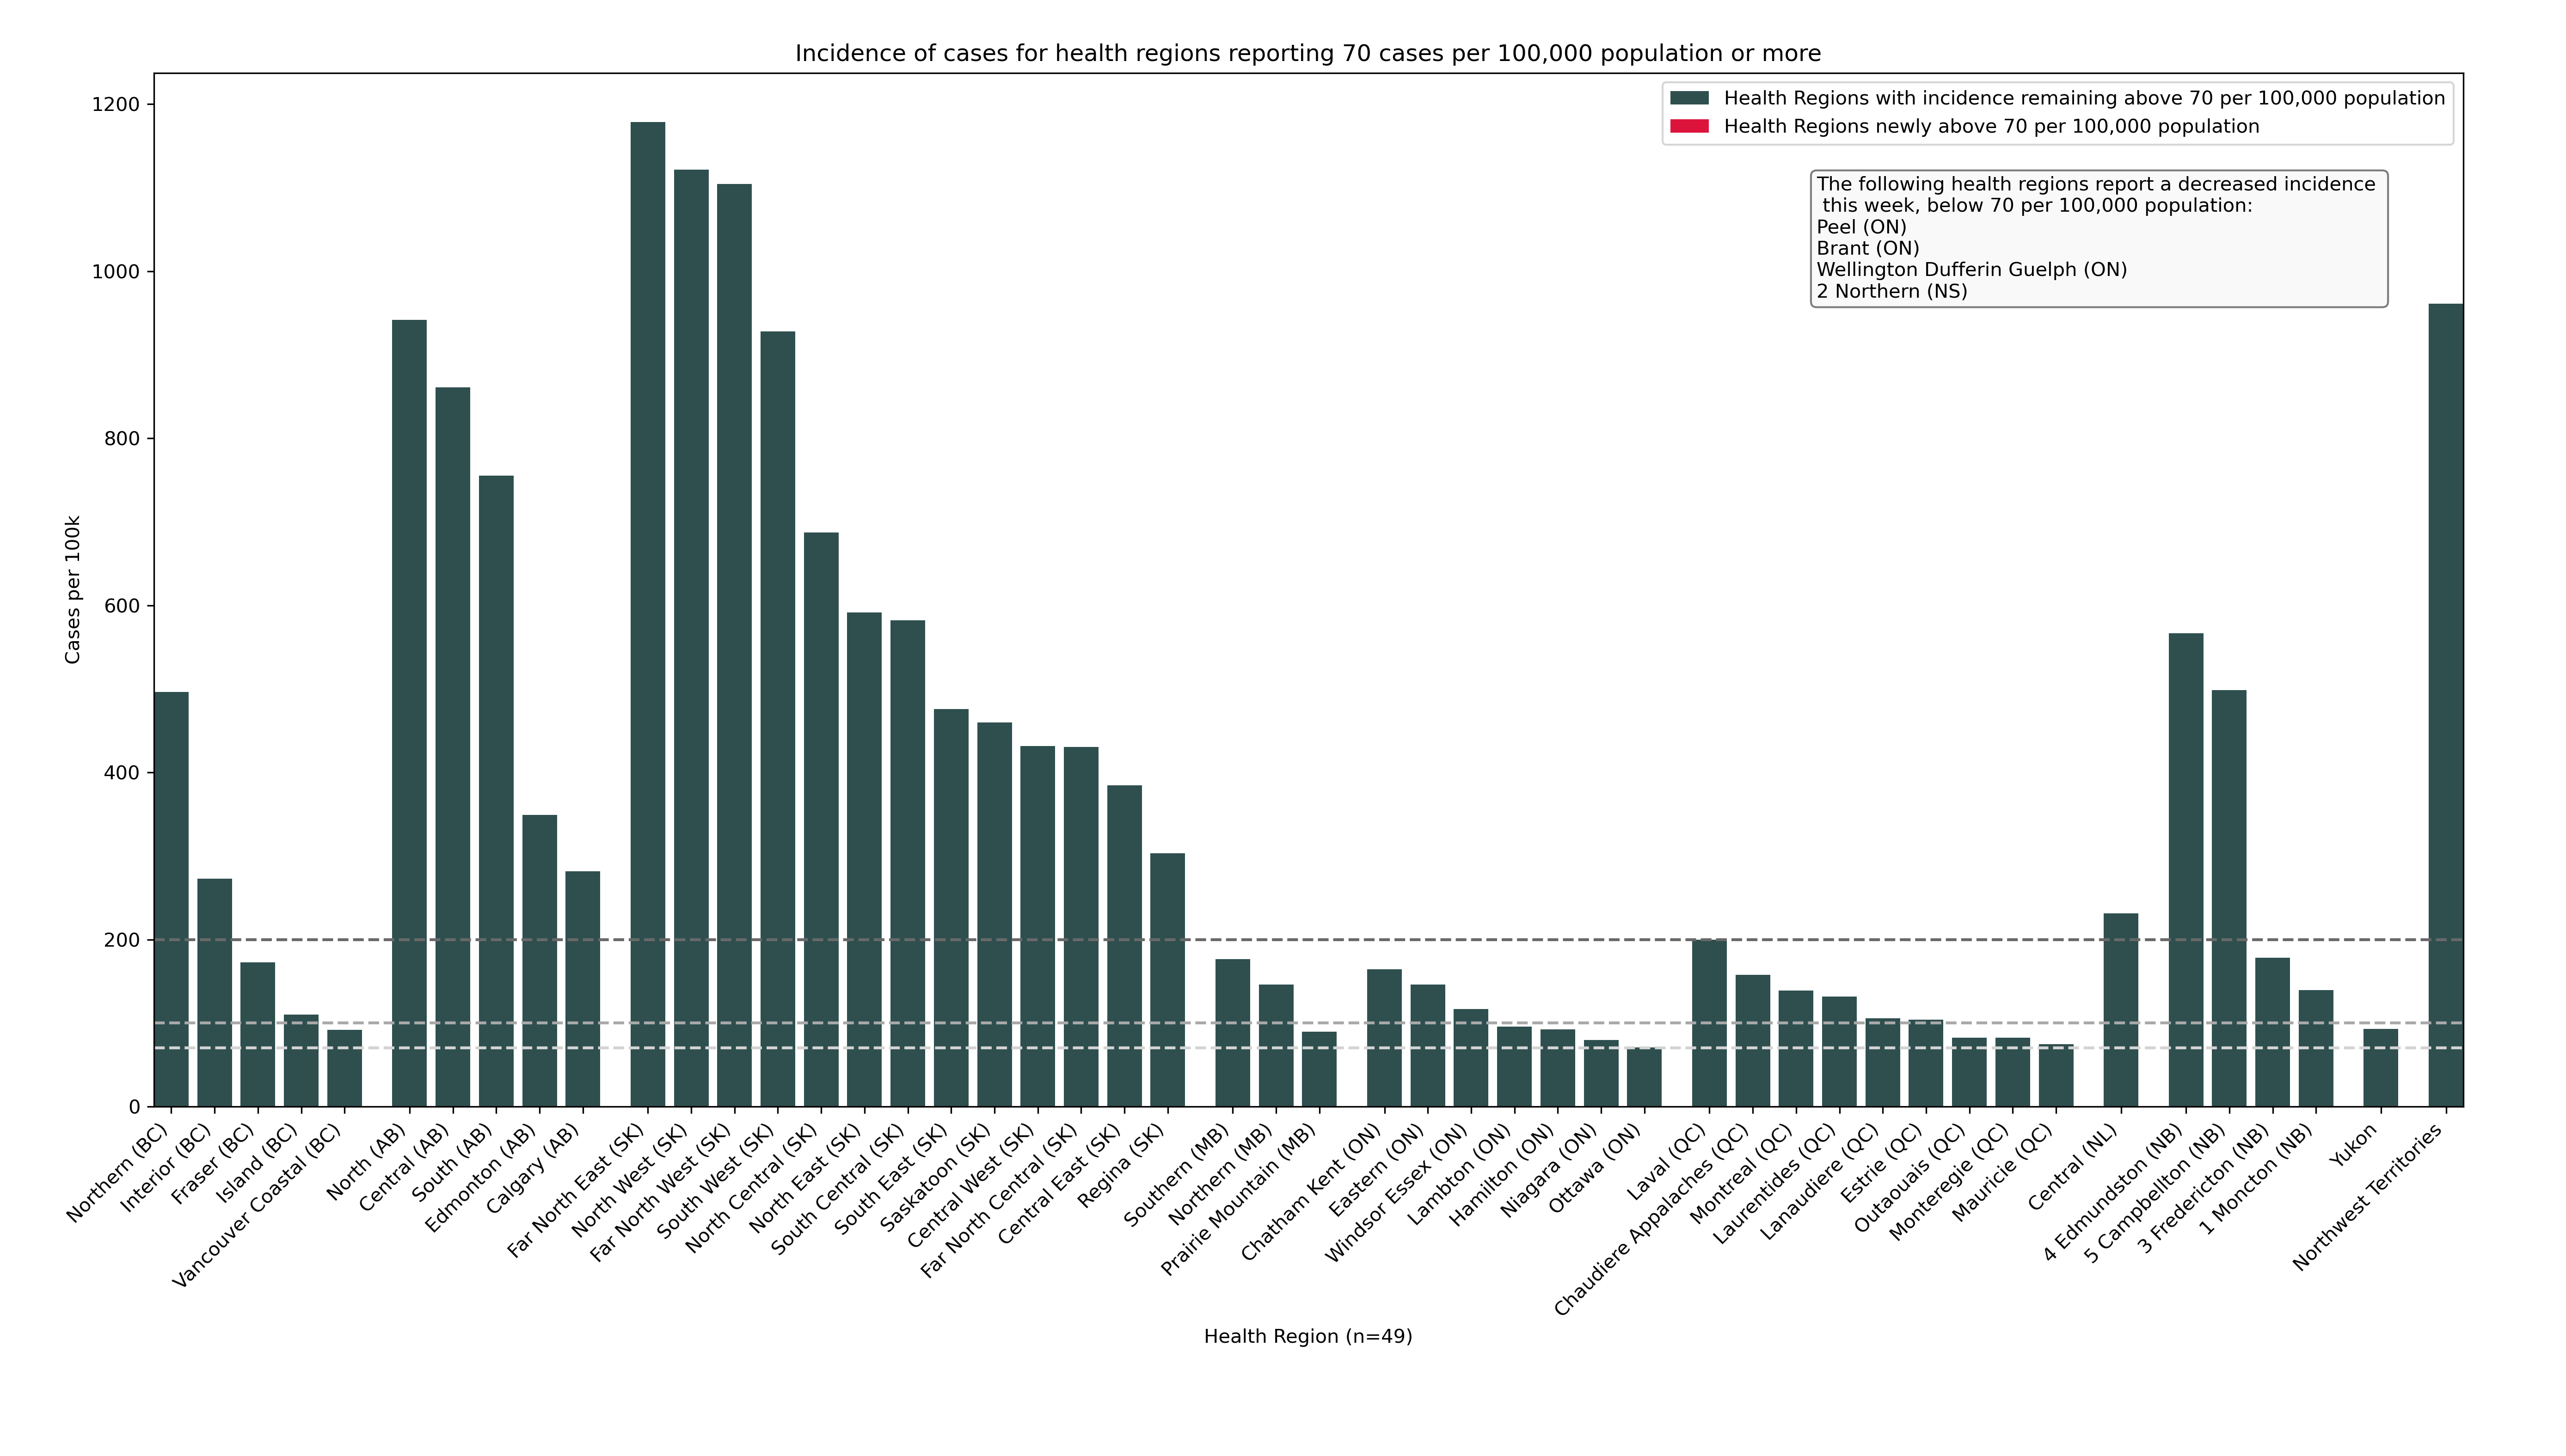 Incidence of cases for health regions reporting 70 cases per 100,000 population or more
Health Regions with incidence remaining above 70 per 100,000 population
Health Regions newly above 70 per 100,000 population
The following health regions report a decreased incidence
this week, below 70 per 100,000 population:
Peel (ON)
Brant (ON)
Wellington Dufferin Guelph (ON)
2 Northern (NS)
Cases per 100k
1200
1000
800
600
400
200
0
Northern (BC)
Interior (BC)
Fraser (BC)
Island (BC)
Vancouver Coastal (BC)
North (AB)
Central (AB)
South (AB)
Edmonton (AB)
Calgary (AB)
Far North East (SK)
North West (SK)
Far North West (SK)
South West (SK)
North Central (SK)
North East (SK)
South Central (SK)
South East (SK)
Saskatoon (SK)
Central West (SK)
Far North Central (SK)
Central East (SK)
Regina (SK)
Southern (MB)
Northern (MB)
Prairie Mountain (MB)
Chatham Kent (ON)
Eastern (ON)
Windsor Essex (ON)
Lambton (ON)
Hamilton (ON)
Niagara (ON)
Ottawa (ON)
Laval (QC)
Chaudiere Appalaches (QC)
Montreal (QC)
Laurentides (QC)
Lanaudiere (QC)
Estrie (QC)
Outaouais (QC)
Monteregie (QC)
Mauricie (QC)
Central (NL)
4 Edmundston (NB)
5 Campbellton (NB)
3 Fredericton (NB)
1 Moncton (NB)
Yukon
Northwest Territories
Health Region (n=49)